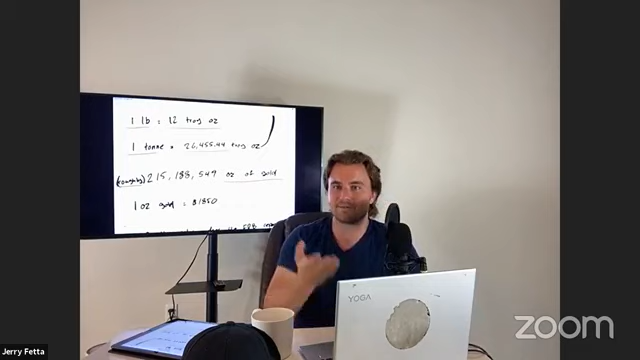 1 lb = 12 troy oz
1 tonne = 26,455.44 troy oz
(roughly) 215,188,549 oz of gold
1 oz gold = $1850
YOGA
zoom
Jerry Fetta